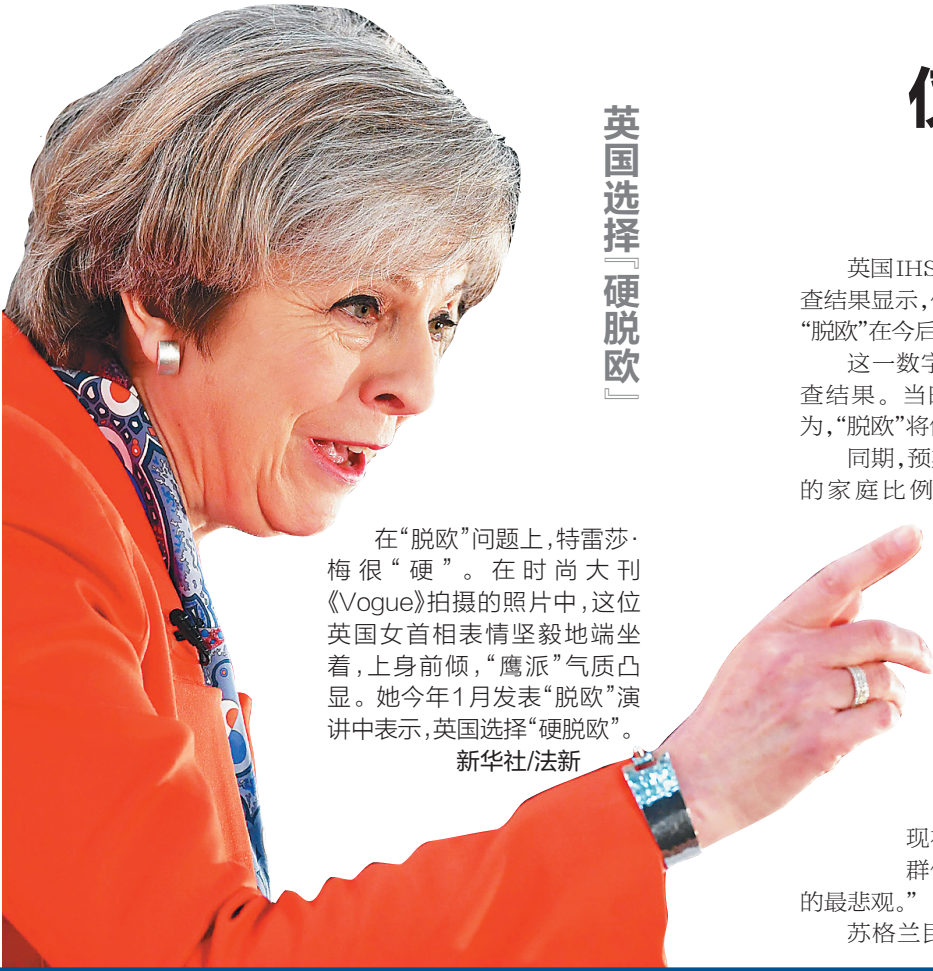 英国选择『硬脱欧』
在“脱欧”问题上,特雷莎·
梅很“硬”。在时尚大刊
《Vogue》拍摄的照片中,这位
英国女首相表情坚毅地端坐
着,上身前倾,“鹰派”气质凸
显。她今年1月发表“脱欧”演
讲中表示,英国选择“硬脱欧”。
新华社/法新
英国IHS
查结果显示,
“脱欧”在今后
这一数字
查结果。当
为,“脱欧”将
同期,预
的家庭比例
现
群
的最悲观。”
苏格兰